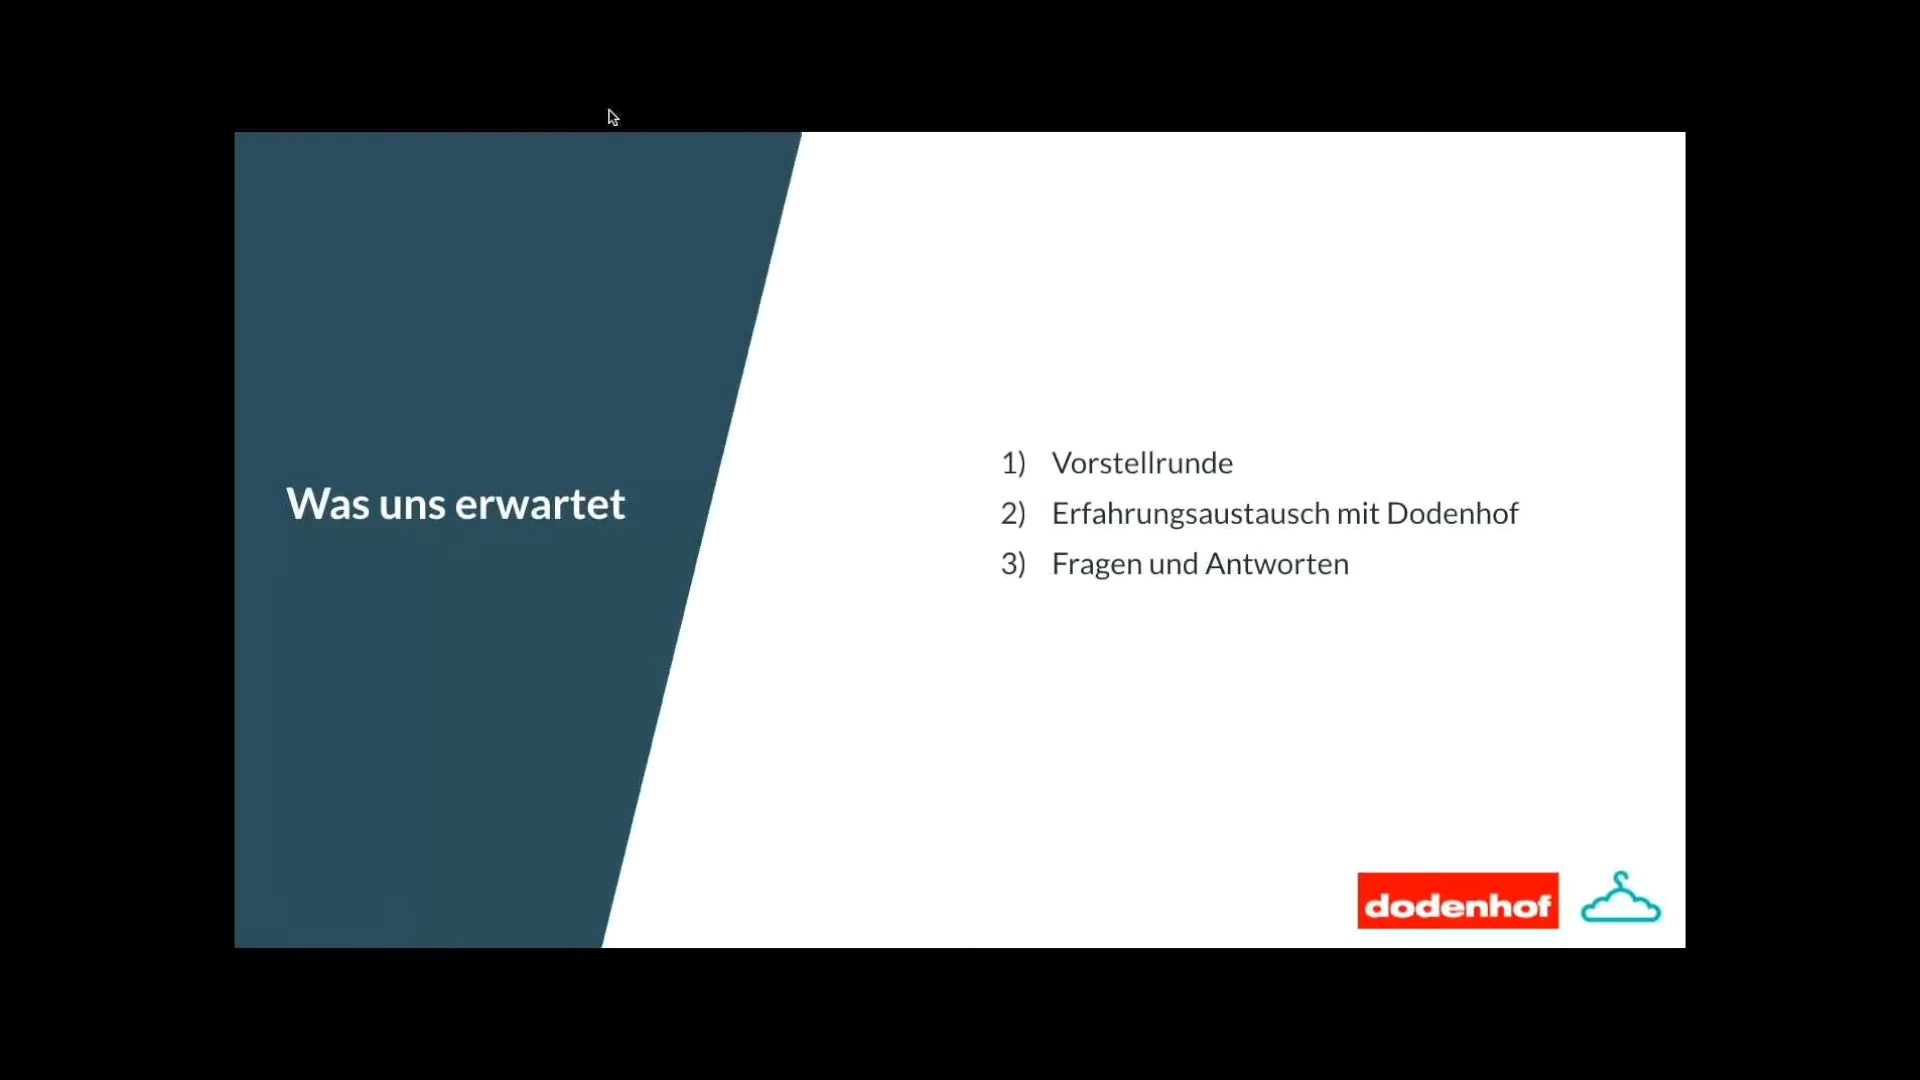 Was uns erwartet
1) Vorstellrunde
2) Erfahrungsaustausch mit Dodenhof
3) Fragen und Antworten
dodenhof